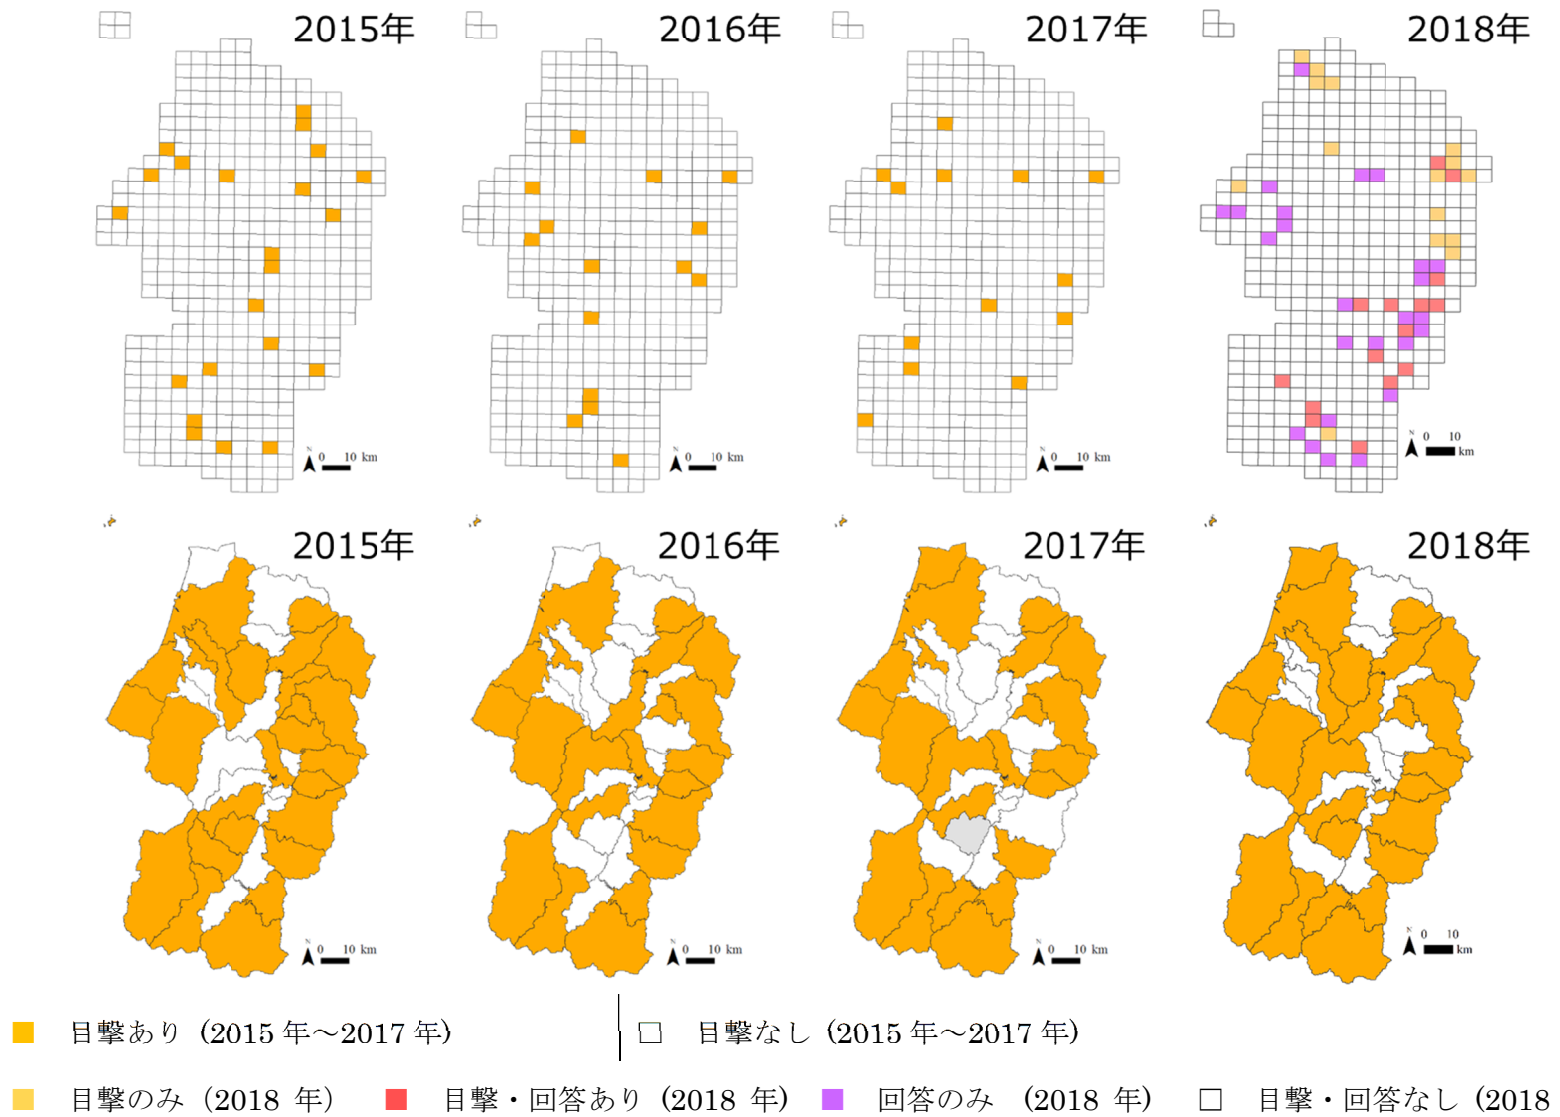 2015年 2016年 2017年 2018年
N 0 10 km N 0 10 km N 0 10 km N 0 10 km
2015年 2016年 2017年 2018年
N 0 10 km N 0 10 km N 0 10 km N 0 10 km
目撃あり (2015 年～2017 年) 目撃なし (2015 年～2017 年)
目撃のみ (2018 年) 目撃・回答あり (2018 年) 回答のみ (2018 年) 目撃・回答なし (2018